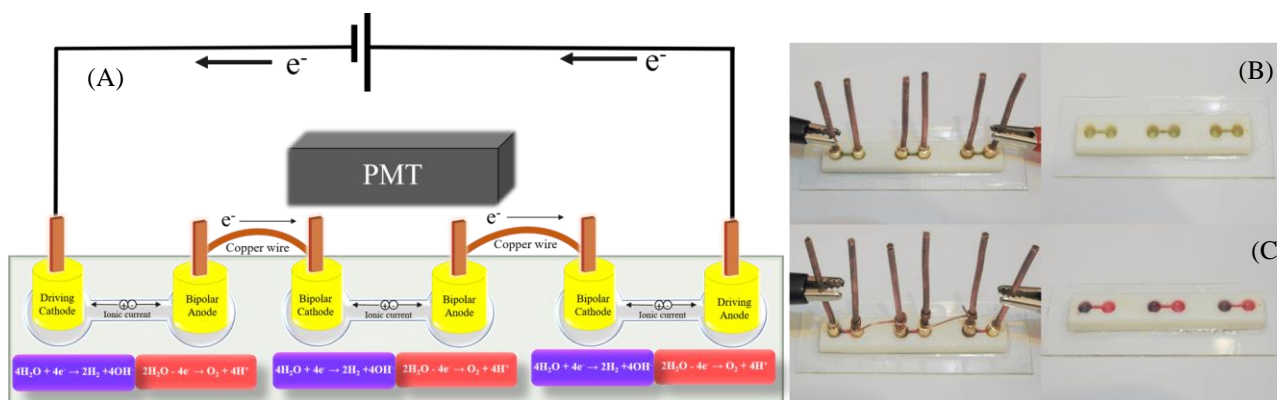 (A)
e⁻
e⁻
PMT
e⁻
Copper wire
e⁻
Copper wire
Driving
Cathode
Ionic current
Bipolar
Anode
Bipolar
Cathode
Ionic current
Bipolar
Anode
Bipolar
Cathode
Ionic current
Driving
Anode
4H₂O + 4e⁻ → 2H₂ +4OH⁻
2H₂O - 4e⁻ → O₂ + 4H⁺
4H₂O + 4e⁻ → 2H₂ +4OH⁻
2H₂O - 4e⁻ → O₂ + 4H⁺
4H₂O + 4e⁻ → 2H₂ +4OH⁻
2H₂O - 4e⁻ → O₂ + 4H⁺
(B)
(C